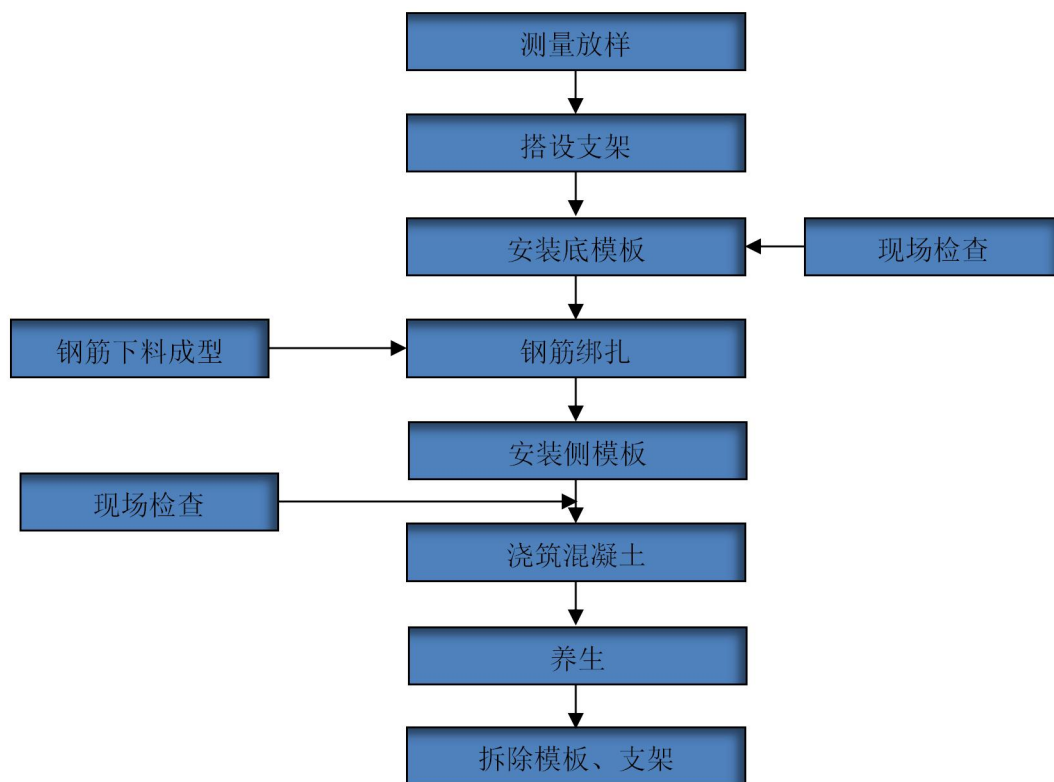 测量放样
搭设支架
安装底模板
现场检查
钢筋下料成型
钢筋绑扎
安装侧模板
现场检查
浇筑混凝土
养生
拆除模板、支架